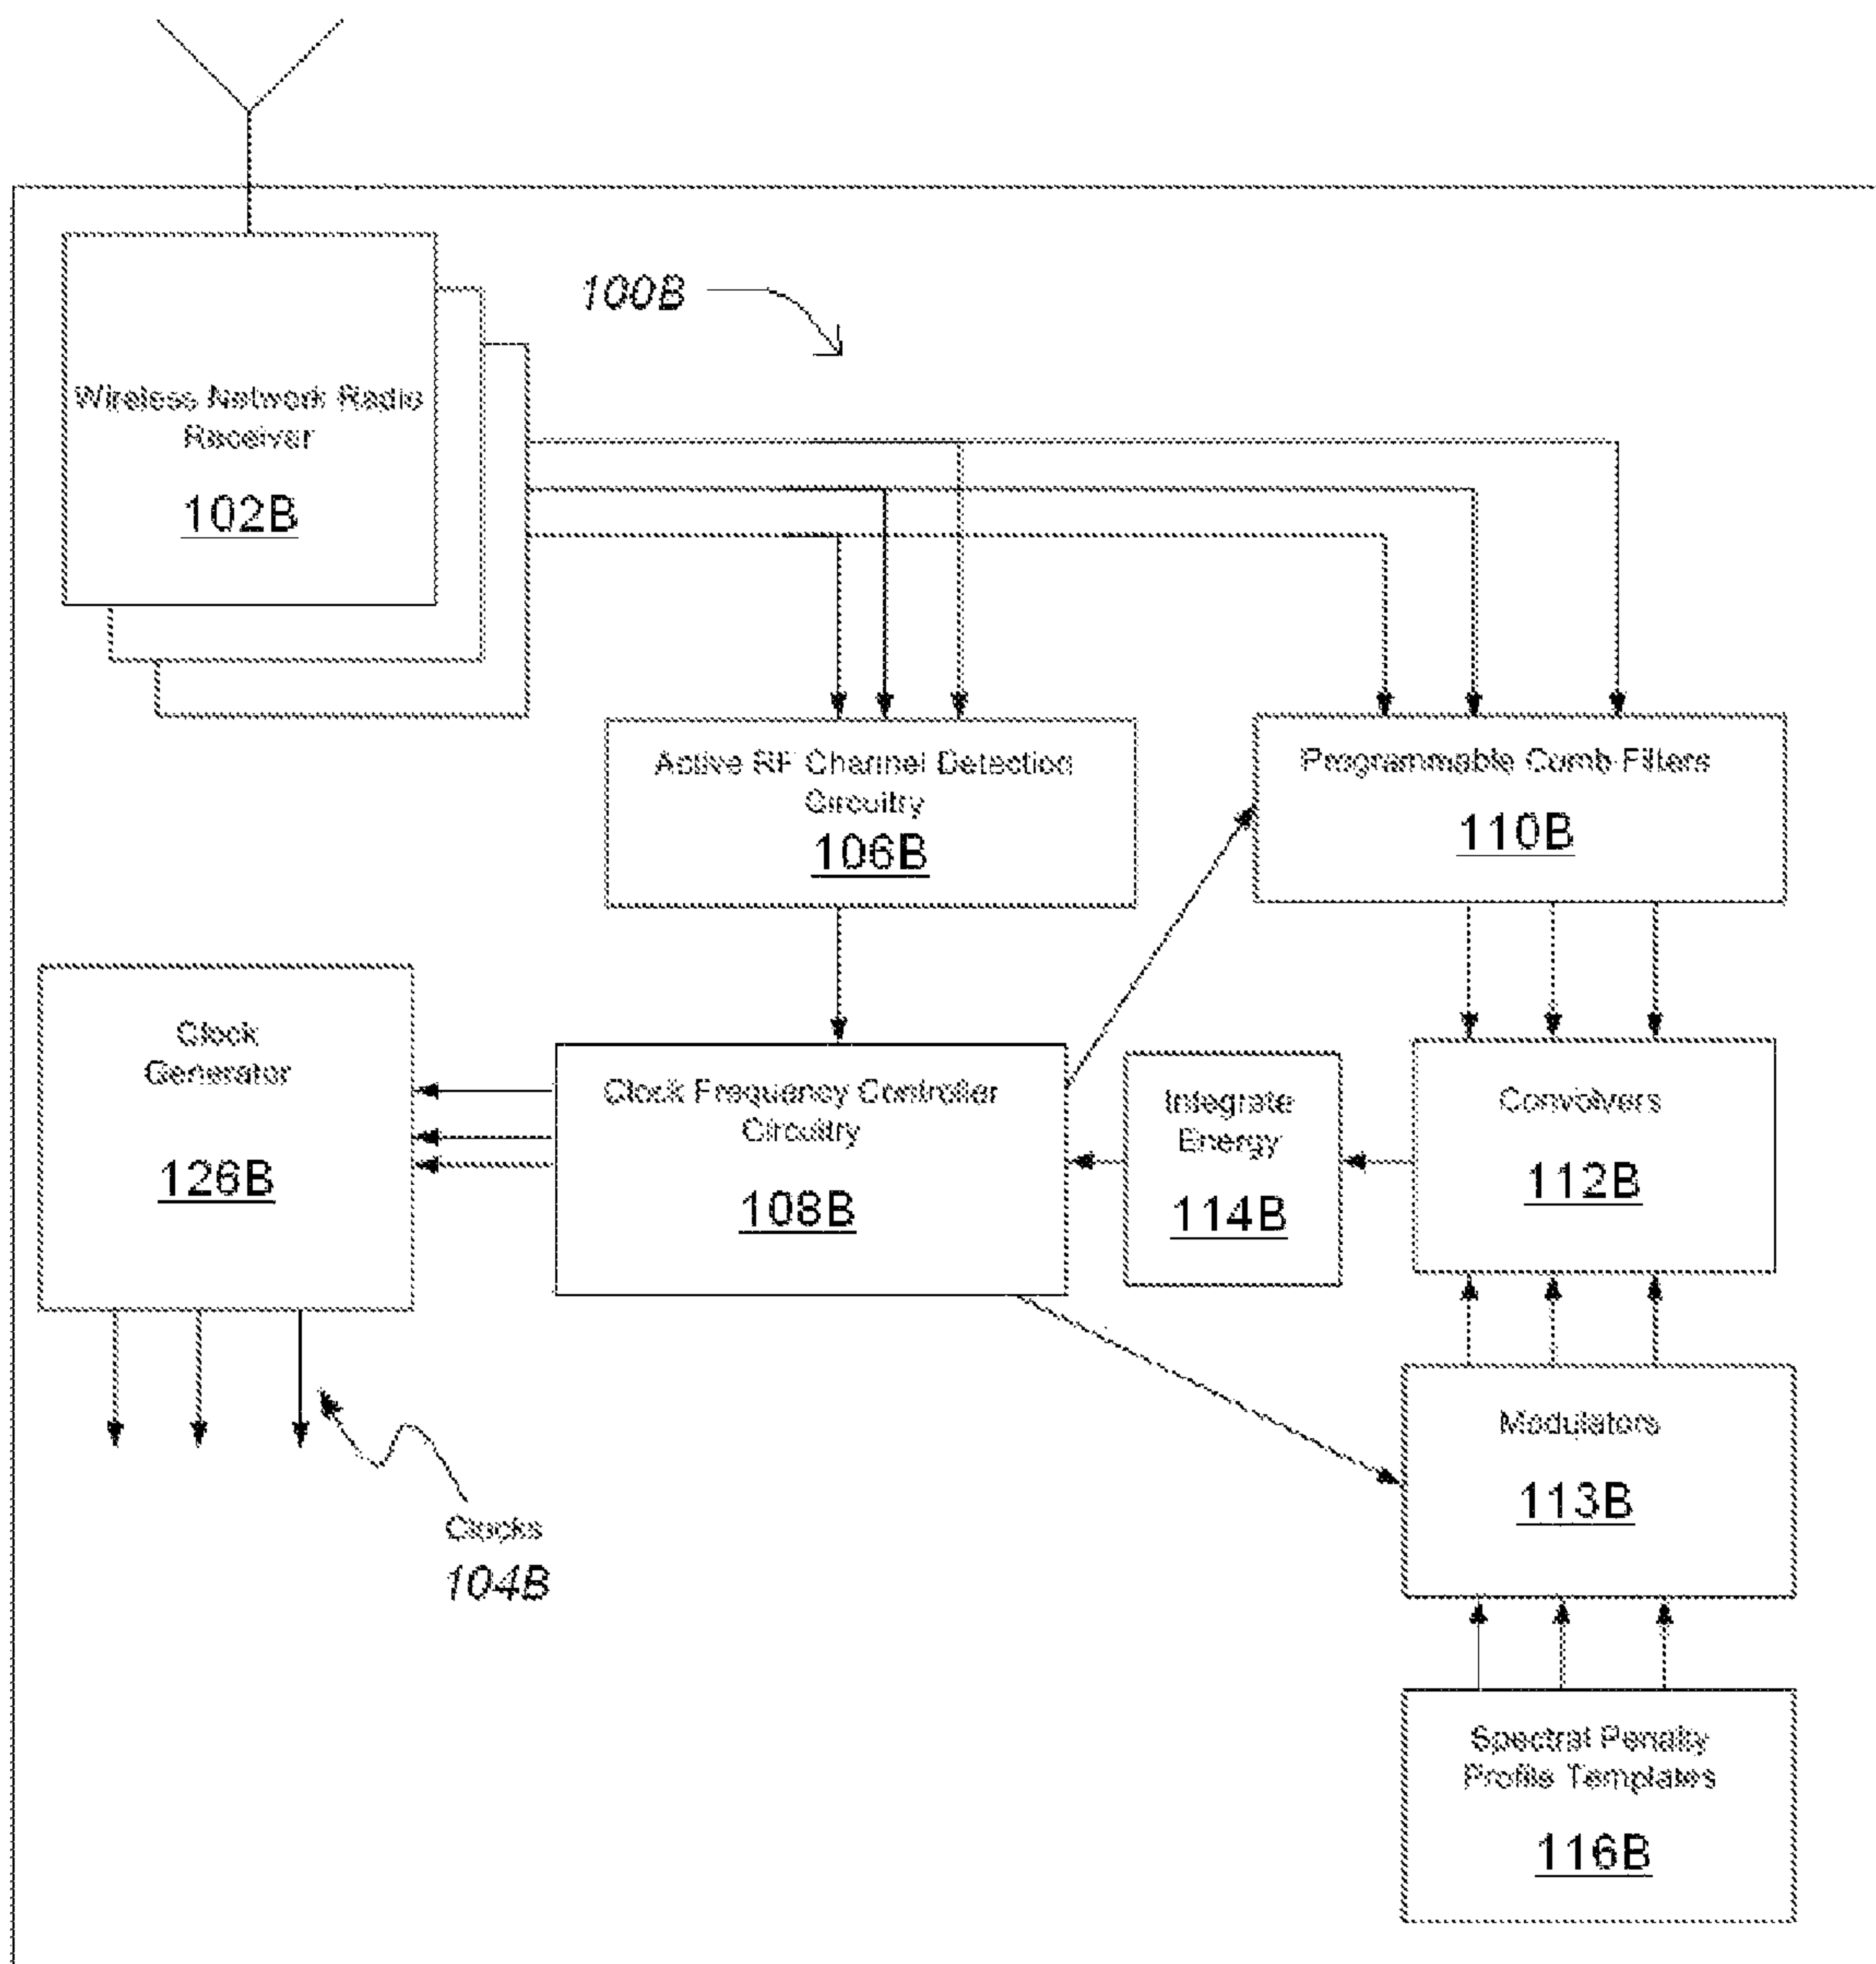 100B
Wireless Network Radio
Receiver
102B
Active RF Channel Detection
Circuitry
106B
Programmable Comb Filters
110B
Clock
Generator
126B
Clock Frequency Controller
Circuitry
108B
Integrate
Energy
114B
Convolvers
112B
Modulators
113B
Clocks
104B
Spectral Penalty
Profile Templates
116B